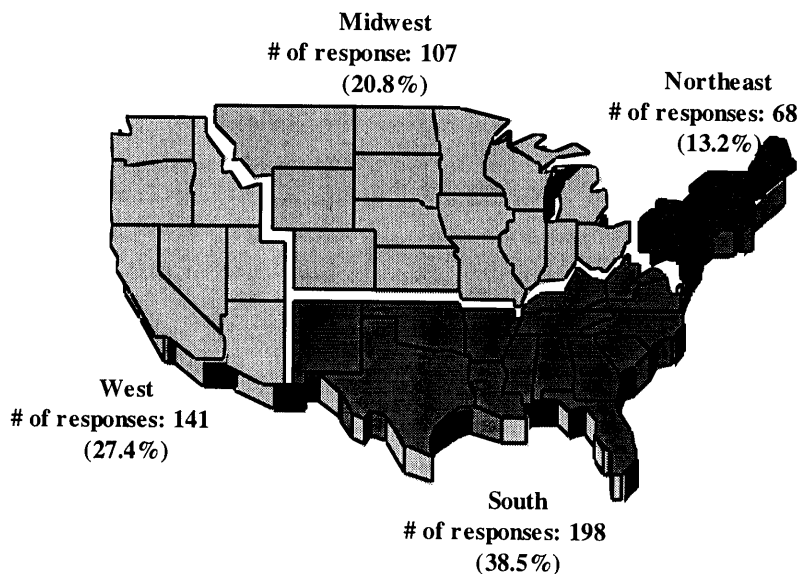 Midwest
# of response: 107
(20.8%)
Northeast
# of responses: 68
(13.2%)
West
# of responses: 141
(27.4%)
South
# of responses: 198
(38.5%)